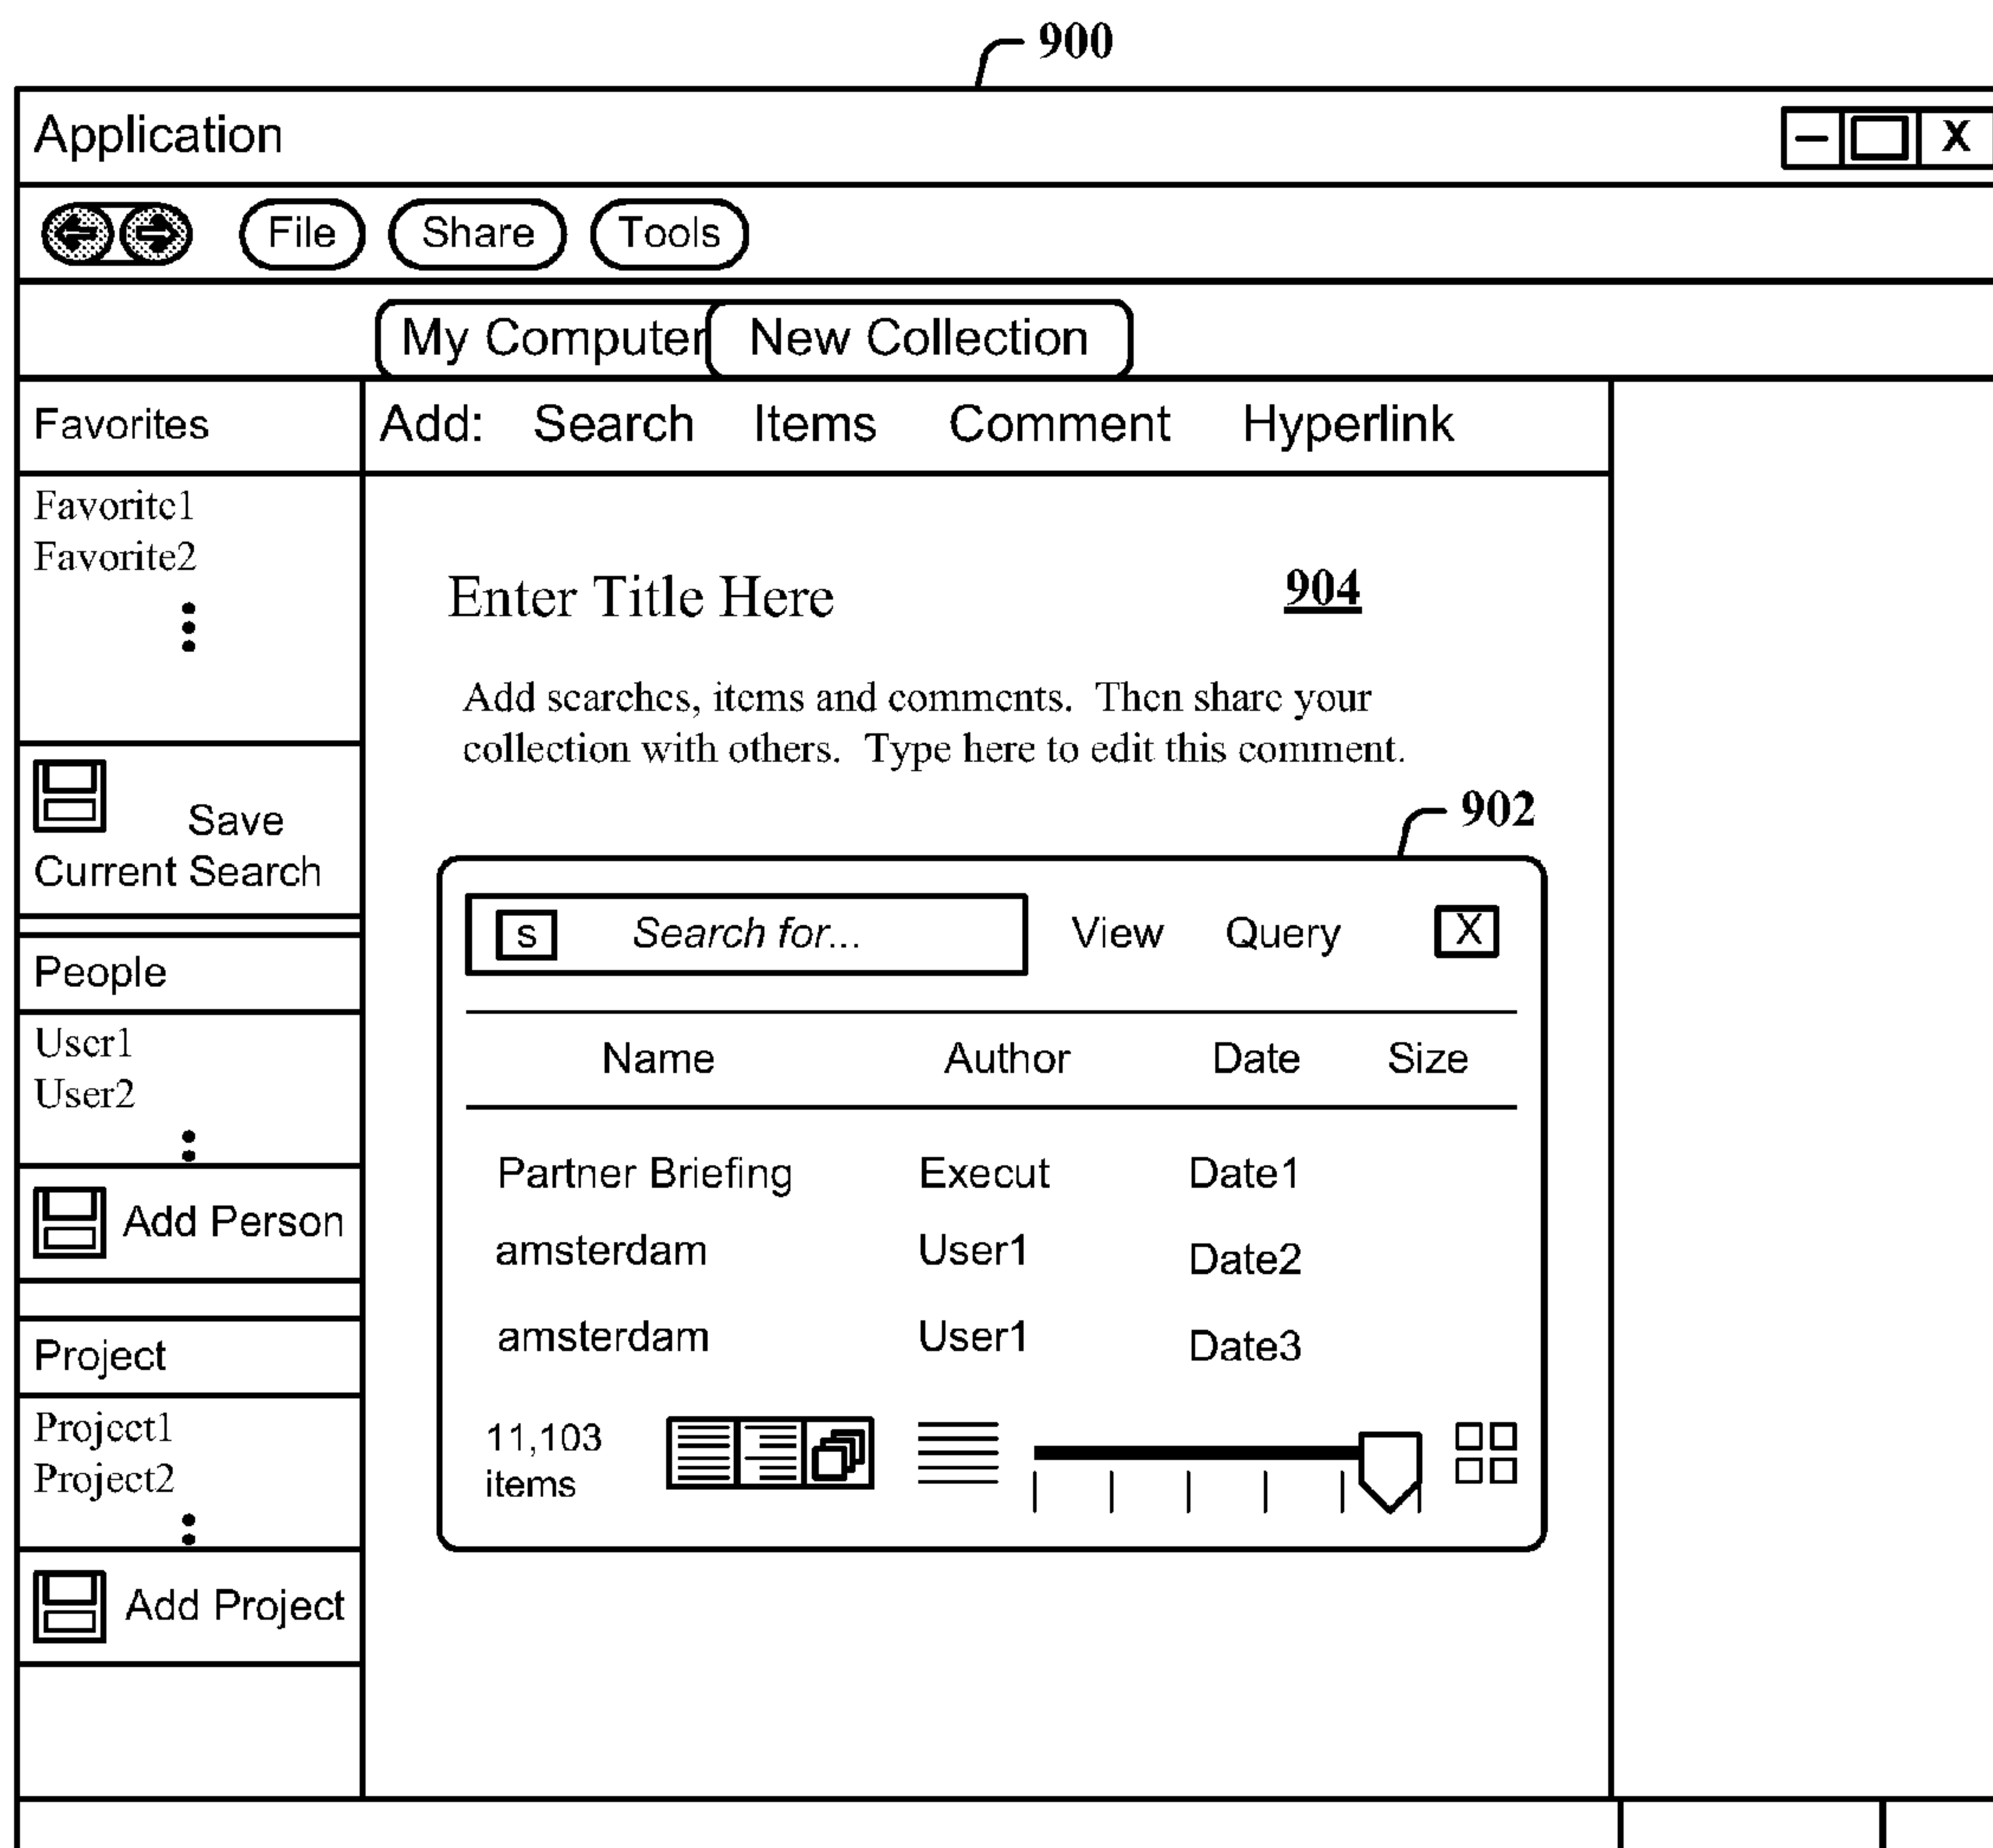 900
Application
X
File Share Tools
My Computer New Collection
Favorites
Add: Search Items Comment Hyperlink
Favorite1
Favorite2
Enter Title Here
904
Add searches, items and comments. Then share your
collection with others. Type here to edit this comment.
Save
Current Search
902
s Search for... View Query X
People
User1
User2
Name Author Date Size
Partner Briefing Execut Date1
amsterdam User1 Date2
amsterdam User1 Date3
Add Person
Project
Project1
Project2
11,103
items
Add Project